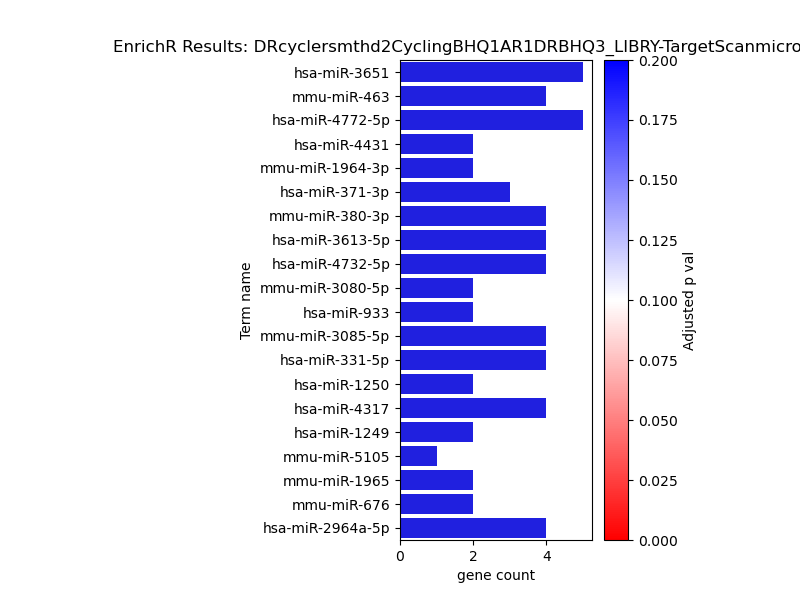 EnrichR Results: DRcyclersmthd2CyclingBHQ1AR1DRBHQ3_LIBRY-TargetScanmicro
hsa-miR-3651
mmu-miR-463
hsa-miR-4772-5p
hsa-miR-4431
mmu-miR-1964-3p
hsa-miR-371-3p
mmu-miR-380-3p
hsa-miR-3613-5p
hsa-miR-4732-5p
mmu-miR-3080-5p
hsa-miR-933
mmu-miR-3085-5p
hsa-miR-331-5p
hsa-miR-1250
hsa-miR-4317
hsa-miR-1249
mmu-miR-5105
mmu-miR-1965
mmu-miR-676
hsa-miR-2964a-5p
Term name
0 2 4
gene count
0.200
0.175
0.150
0.125
0.100
0.075
0.050
0.025
0.000
Adjusted p val